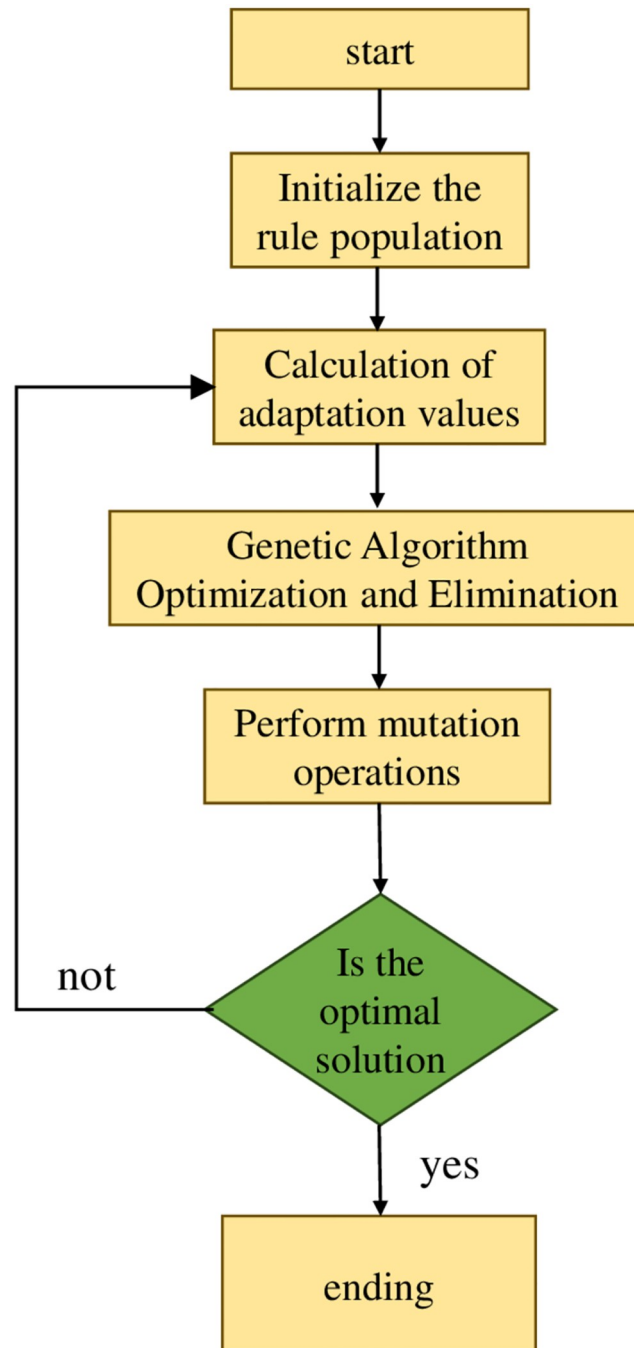 start
Initialize the
rule population
Calculation of
adaptation values
Genetic Algorithm
Optimization and Elimination
Perform mutation
operations
Is the
optimal
solution
not
yes
ending